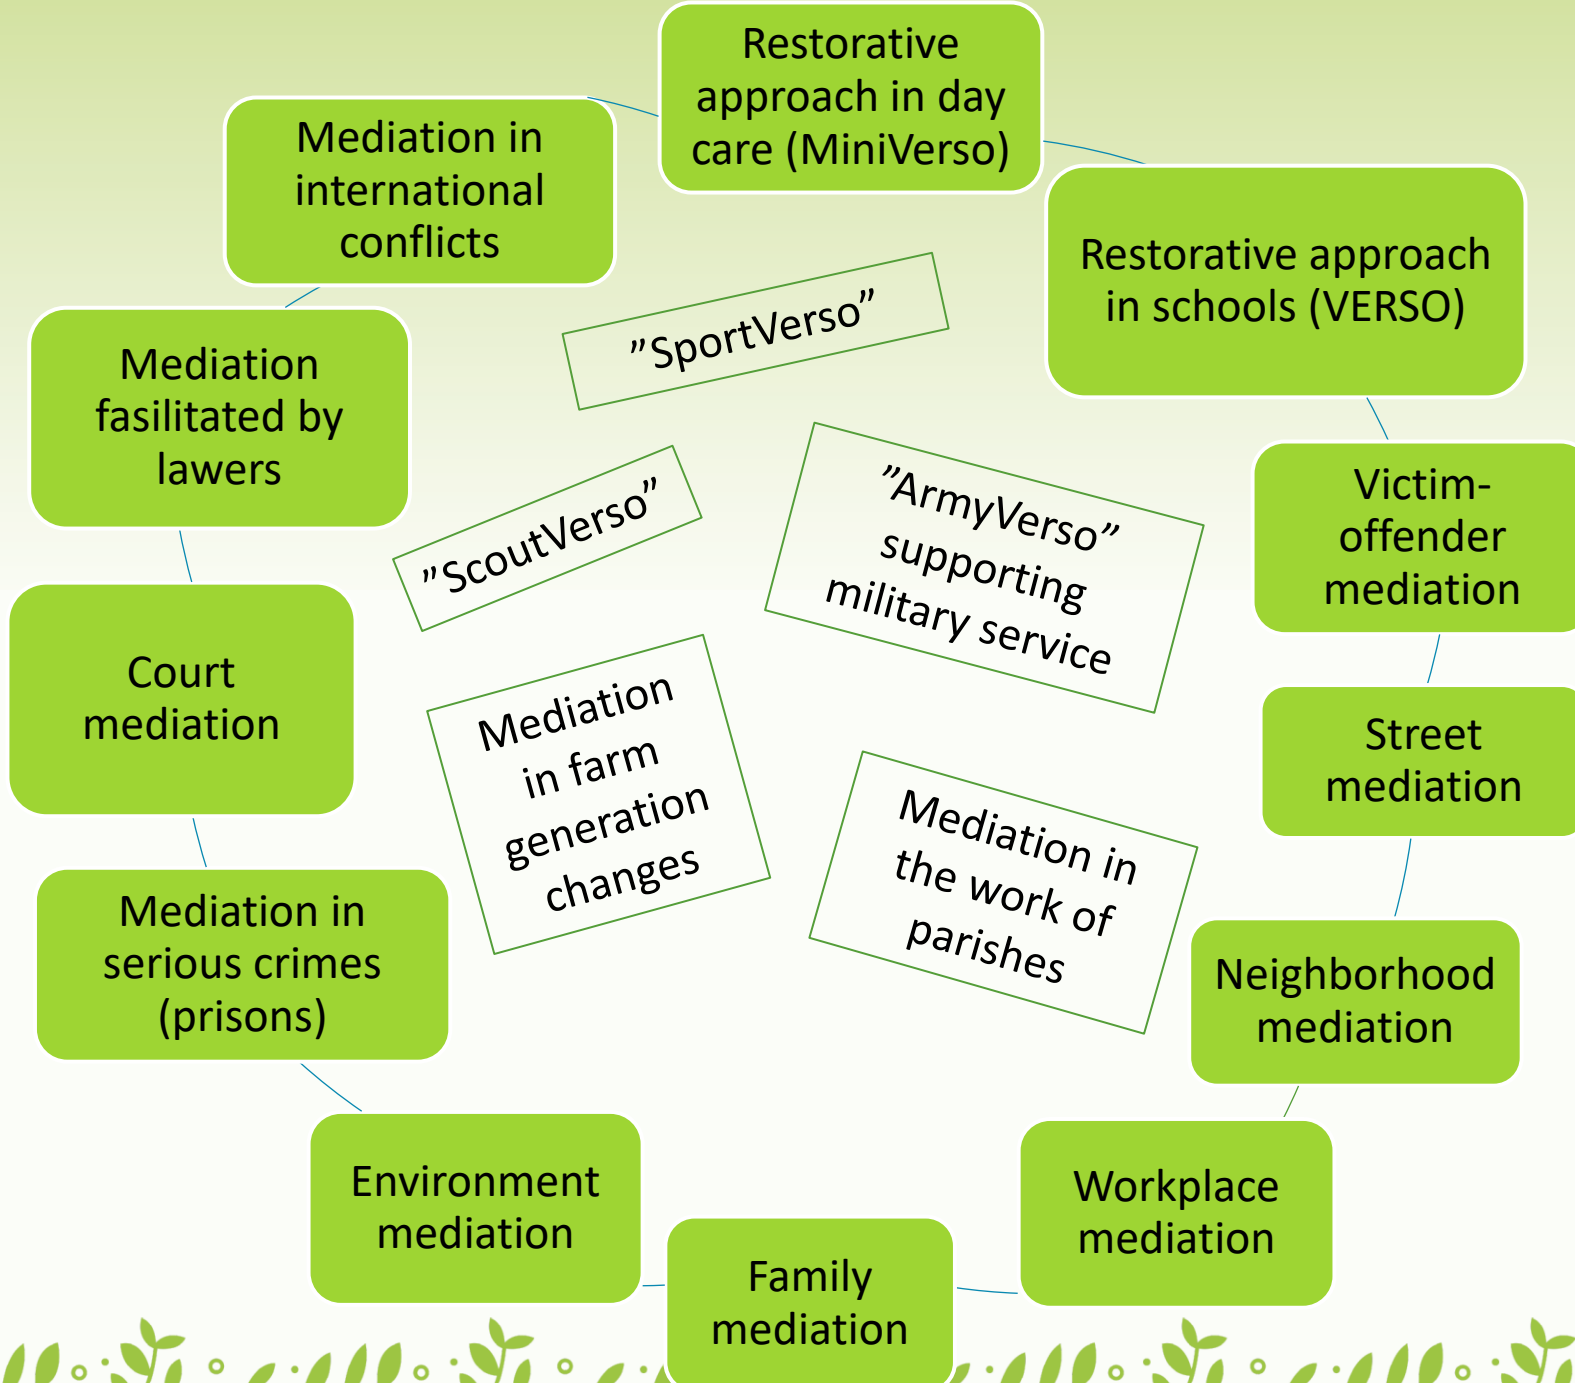 Restorative
approach in day
care (MiniVerso)
Restorative approach
in schools (VERSO)
Victim-
offender
mediation
Street
mediation
Neighborhood
mediation
Workplace
mediation
Family
mediation
Environment
mediation
Mediation in
serious crimes
(prisons)
Court
mediation
Mediation
fasilitated by
lawers
Mediation in
international
conflicts
”SportVerso”
”ScoutVerso”
”ArmyVerso”
supporting
military service
Mediation
in farm
generation
changes
Mediation in
the work of
parishes